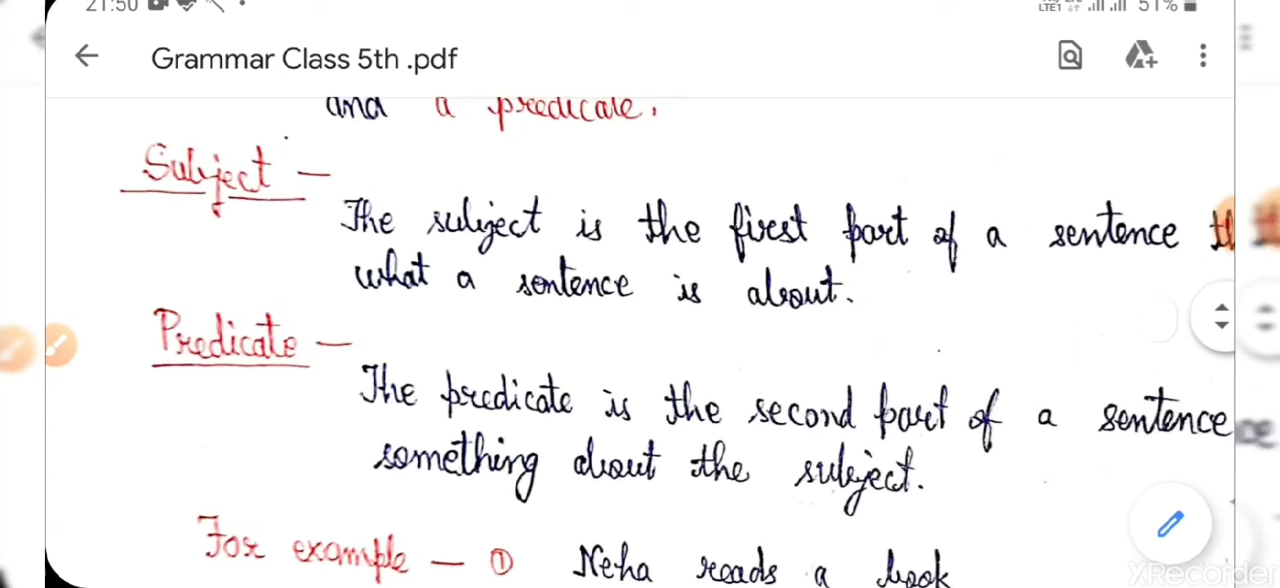 21:50 LTE1 51%
Grammar Class 5th .pdf
and a predicate.
Subject —
The subject is the first part of a sentence
what a sentence is about.
Predicate —
The predicate is the second part of a sentence
something about the subject.
For example — ① Neha reads a book
XRecorder